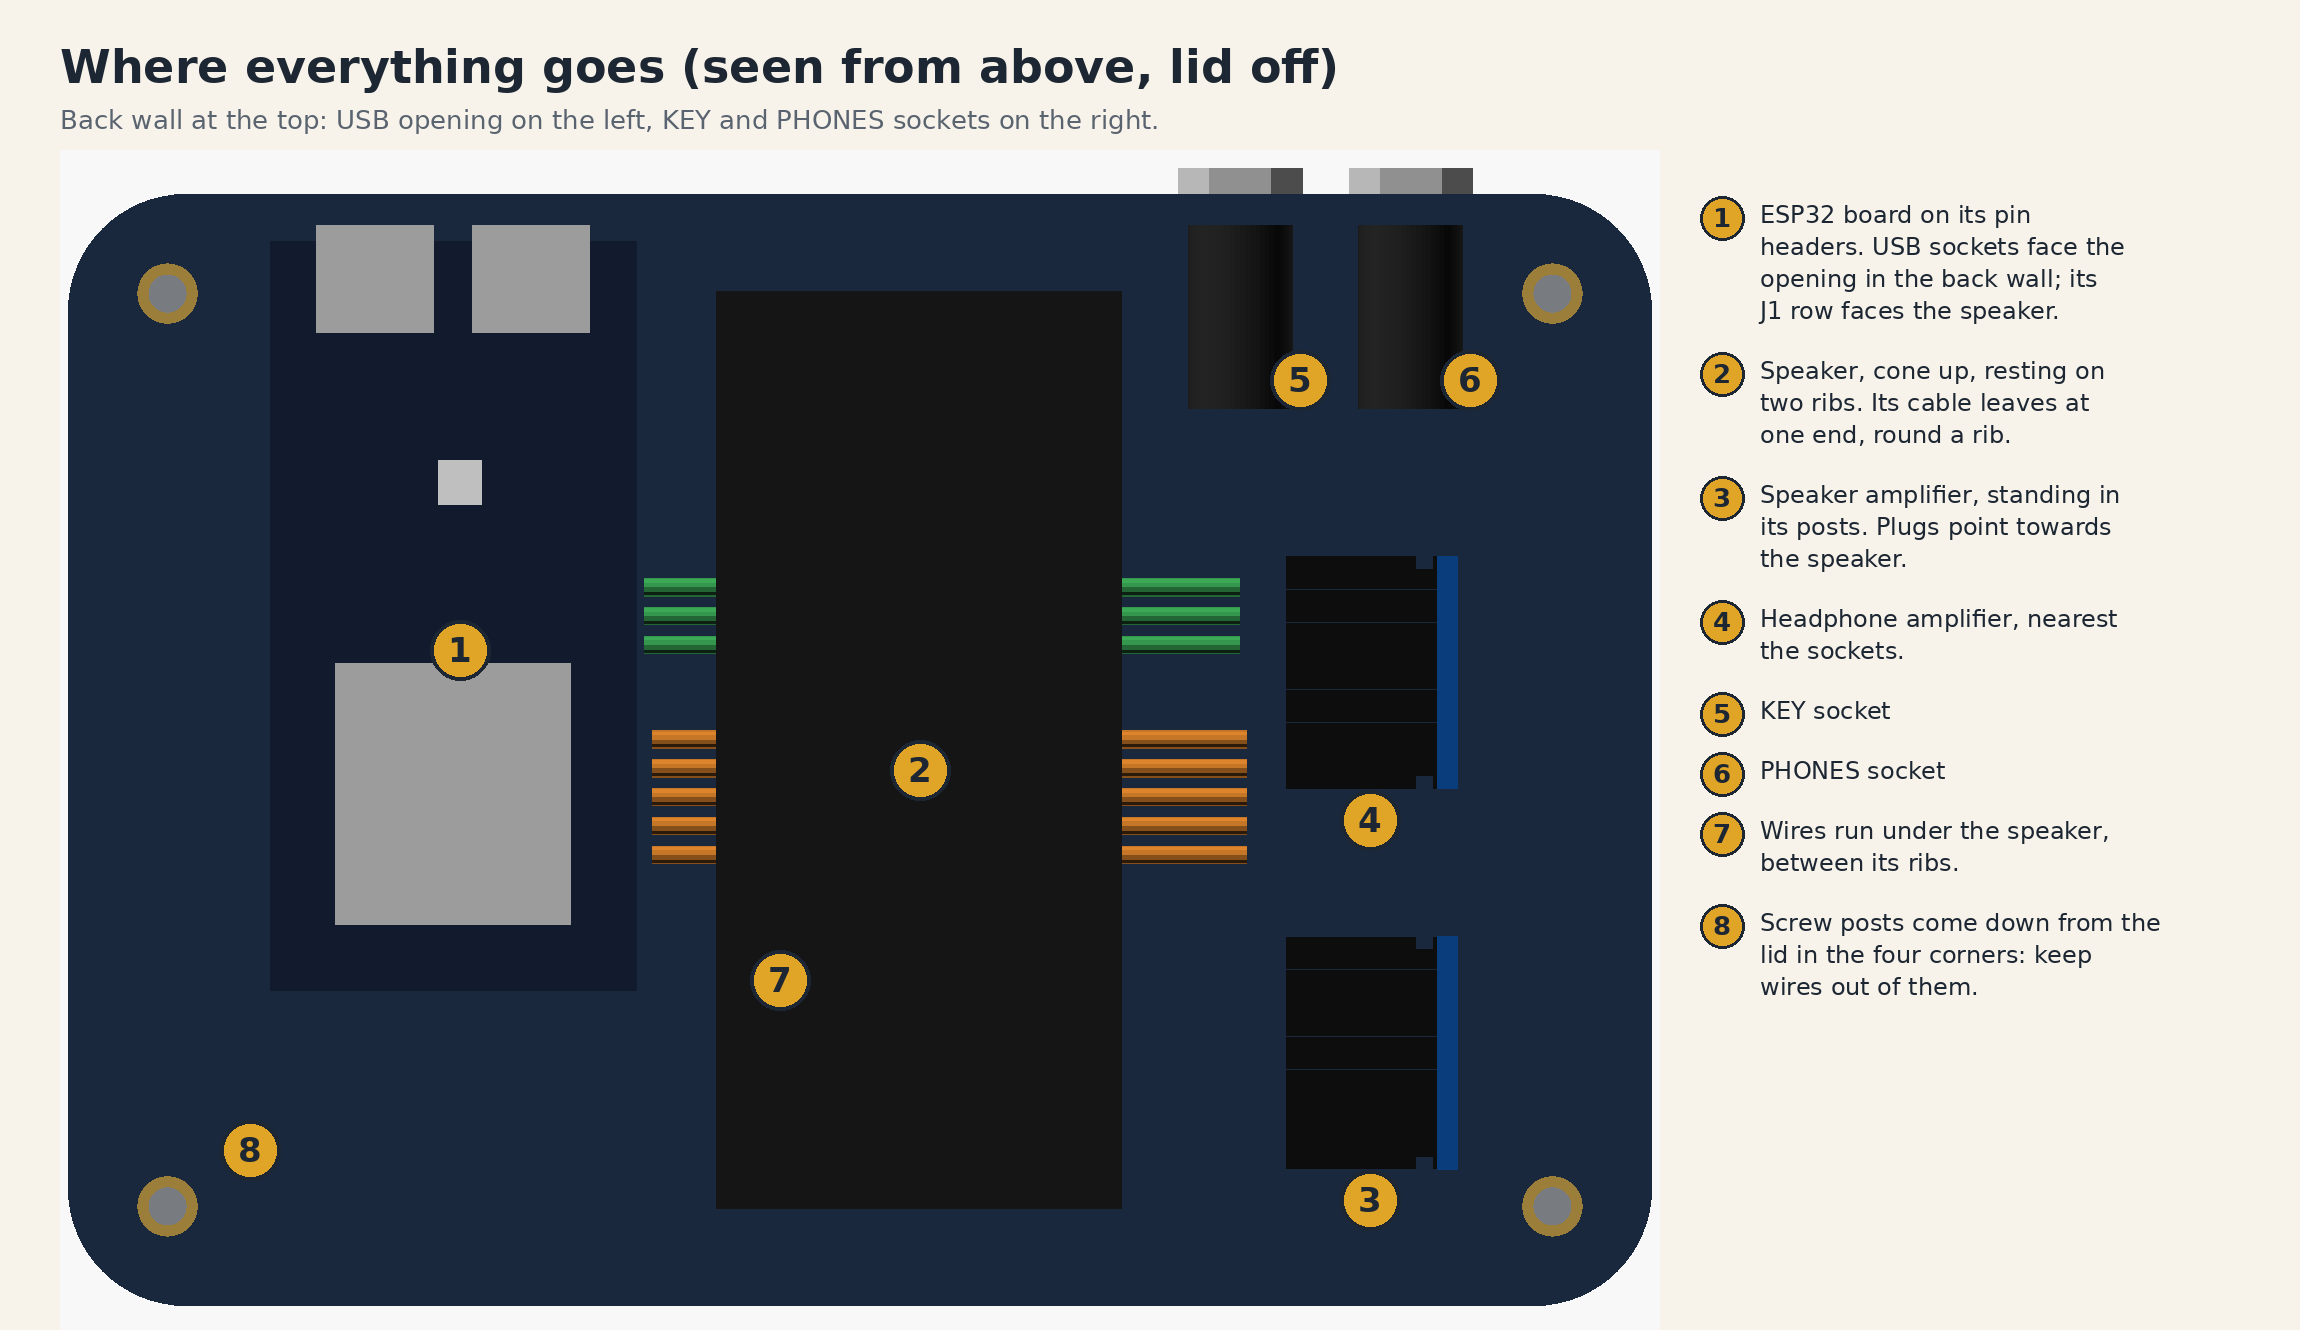 Where everything goes (seen from above, lid off)
Back wall at the top: USB opening on the left, KEY and PHONES sockets on the right.
5
6
1
2
4
7
8
3
1
ESP32 board on its pin
headers. USB sockets face the
opening in the back wall; its
J1 row faces the speaker.
2
Speaker, cone up, resting on
two ribs. Its cable leaves at
one end, round a rib.
3
Speaker amplifier, standing in
its posts. Plugs point towards
the speaker.
4
Headphone amplifier, nearest
the sockets.
5
KEY socket
6
PHONES socket
7
Wires run under the speaker,
between its ribs.
8
Screw posts come down from the
lid in the four corners: keep
wires out of them.